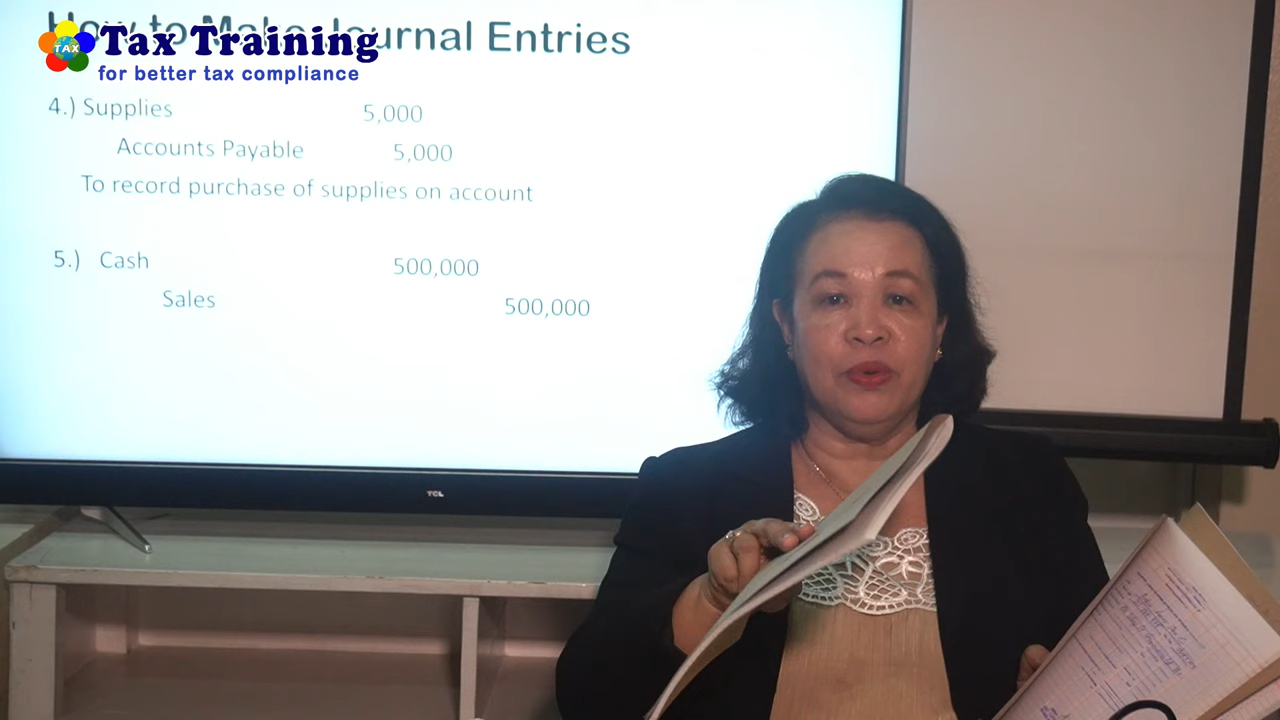 How to Make Journal Entries
TAX
Tax Training
for better tax compliance
4.) Supplies 5,000
Accounts Payable 5,000
To record purchase of supplies on account
5.) Cash 500,000
Sales 500,000
TCL